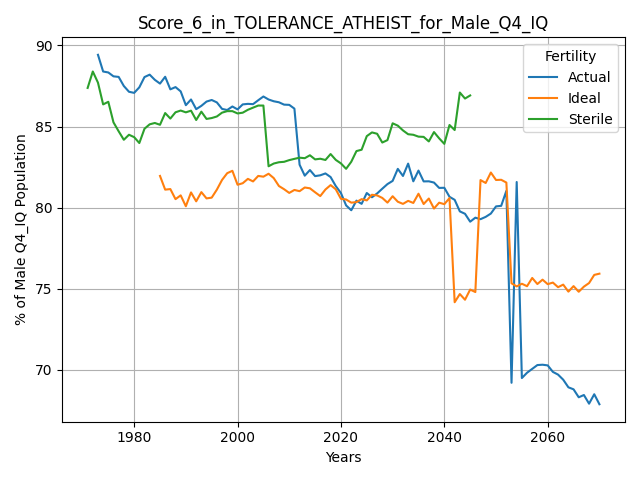 Score_6_in_TOLERANCE_ATHEIST_for_Male_Q4_IQ
% of Male Q4_IQ Population
90
85
80
75
70
Fertility
Actual
Ideal
Sterile
1980
2000
2020
2040
2060
Years